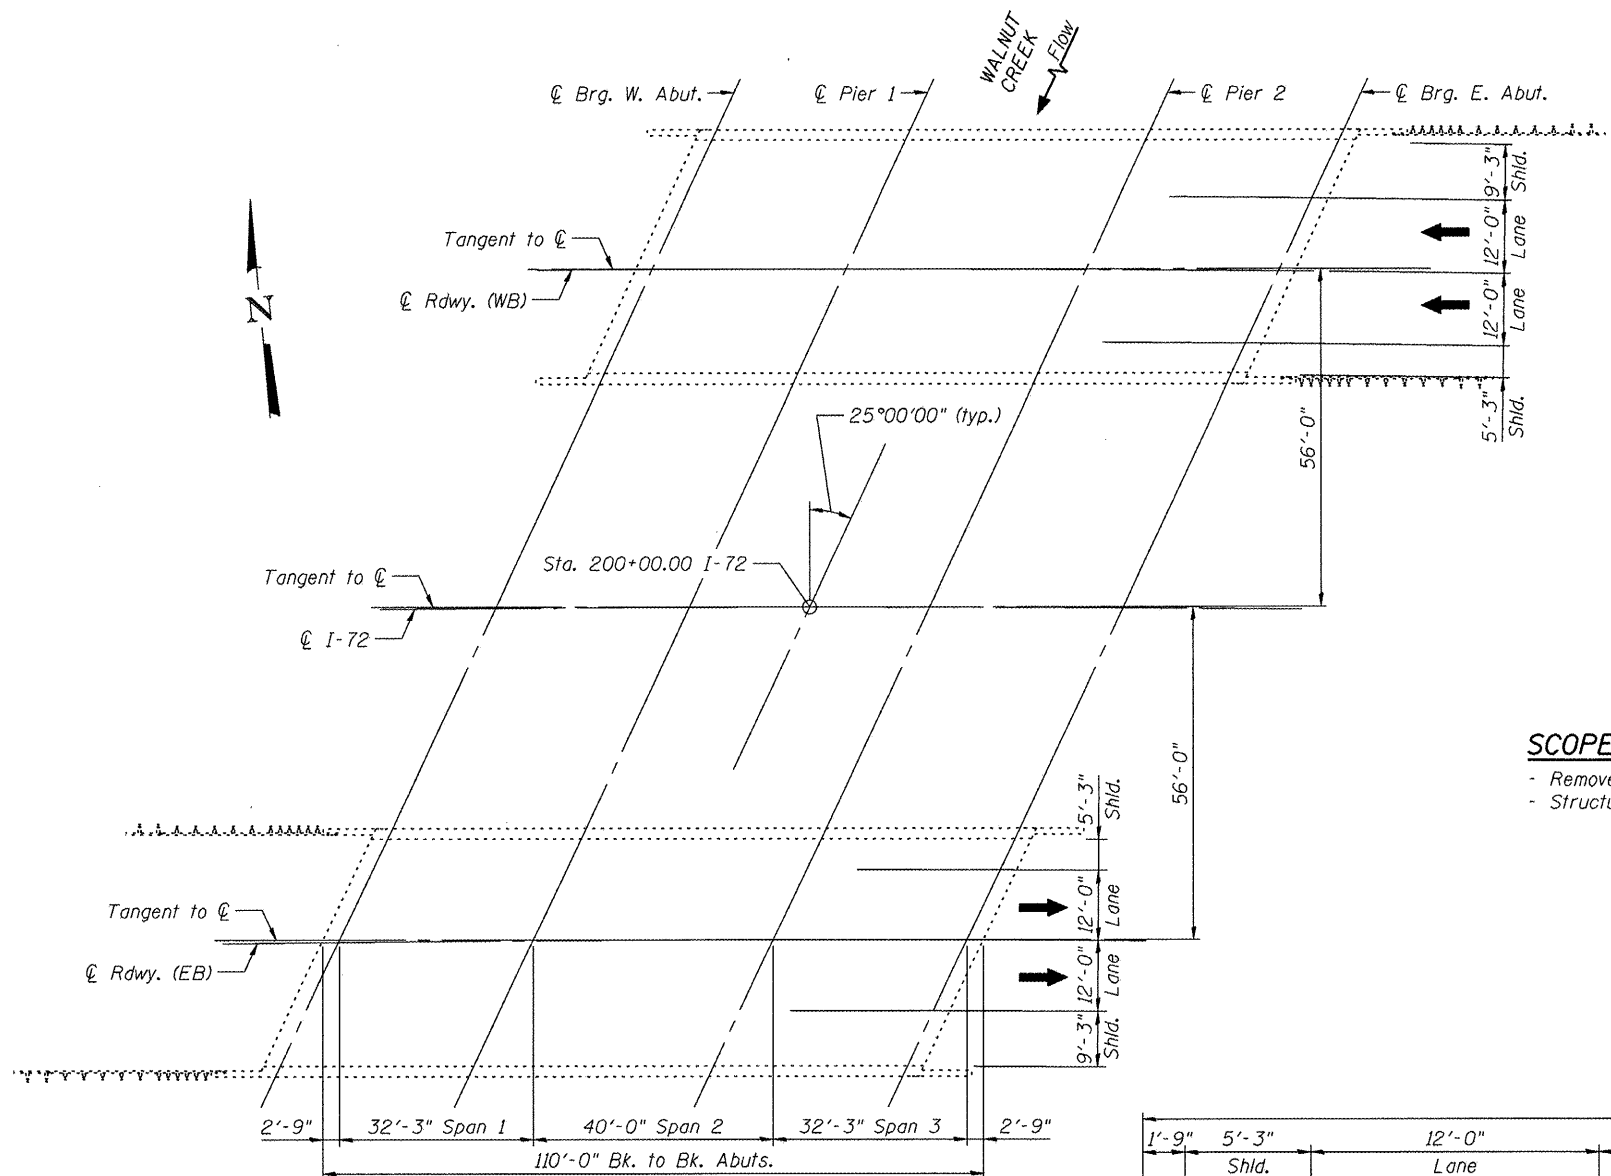 WALNUT
CREEK
Flow
℄ Brg. W. Abut.
℄ Pier 1
℄ Pier 2
℄ Brg. E. Abut.
9'-3"
Shld.
12'-0"
Lane
12'-0"
Lane
5'-3"
Shld.
N
Tangent to ℄
℄ Rdwy. (WB)
56'-0"
25°00'00" (typ.)
Sta. 200+00.00 I-72
Tangent to ℄
℄ I-72
56'-0"
SCOPE
- Remove
- Structu
5'-3"
Shld.
12'-0"
Lane
12'-0"
Lane
9'-3"
Shld.
Tangent to ℄
℄ Rdwy. (EB)
2'-9" 32'-3" Span 1 40'-0" Span 2 32'-3" Span 3 2'-9"
110'-0" Bk. to Bk. Abuts.
1'-9" 5'-3" 12'-0"
Shld. Lane